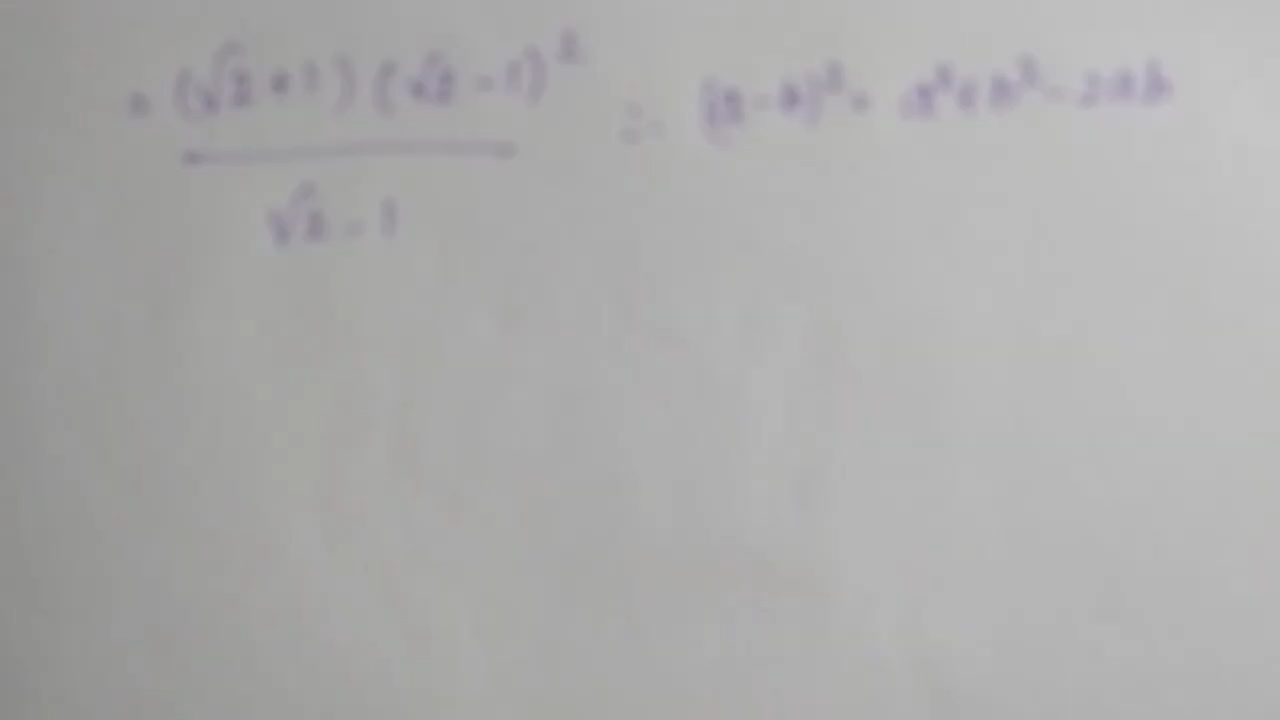 = (√2 + 1) (√2 - 1)² ∵ (a - b)² = a² + b² - 2ab
√2 - 1